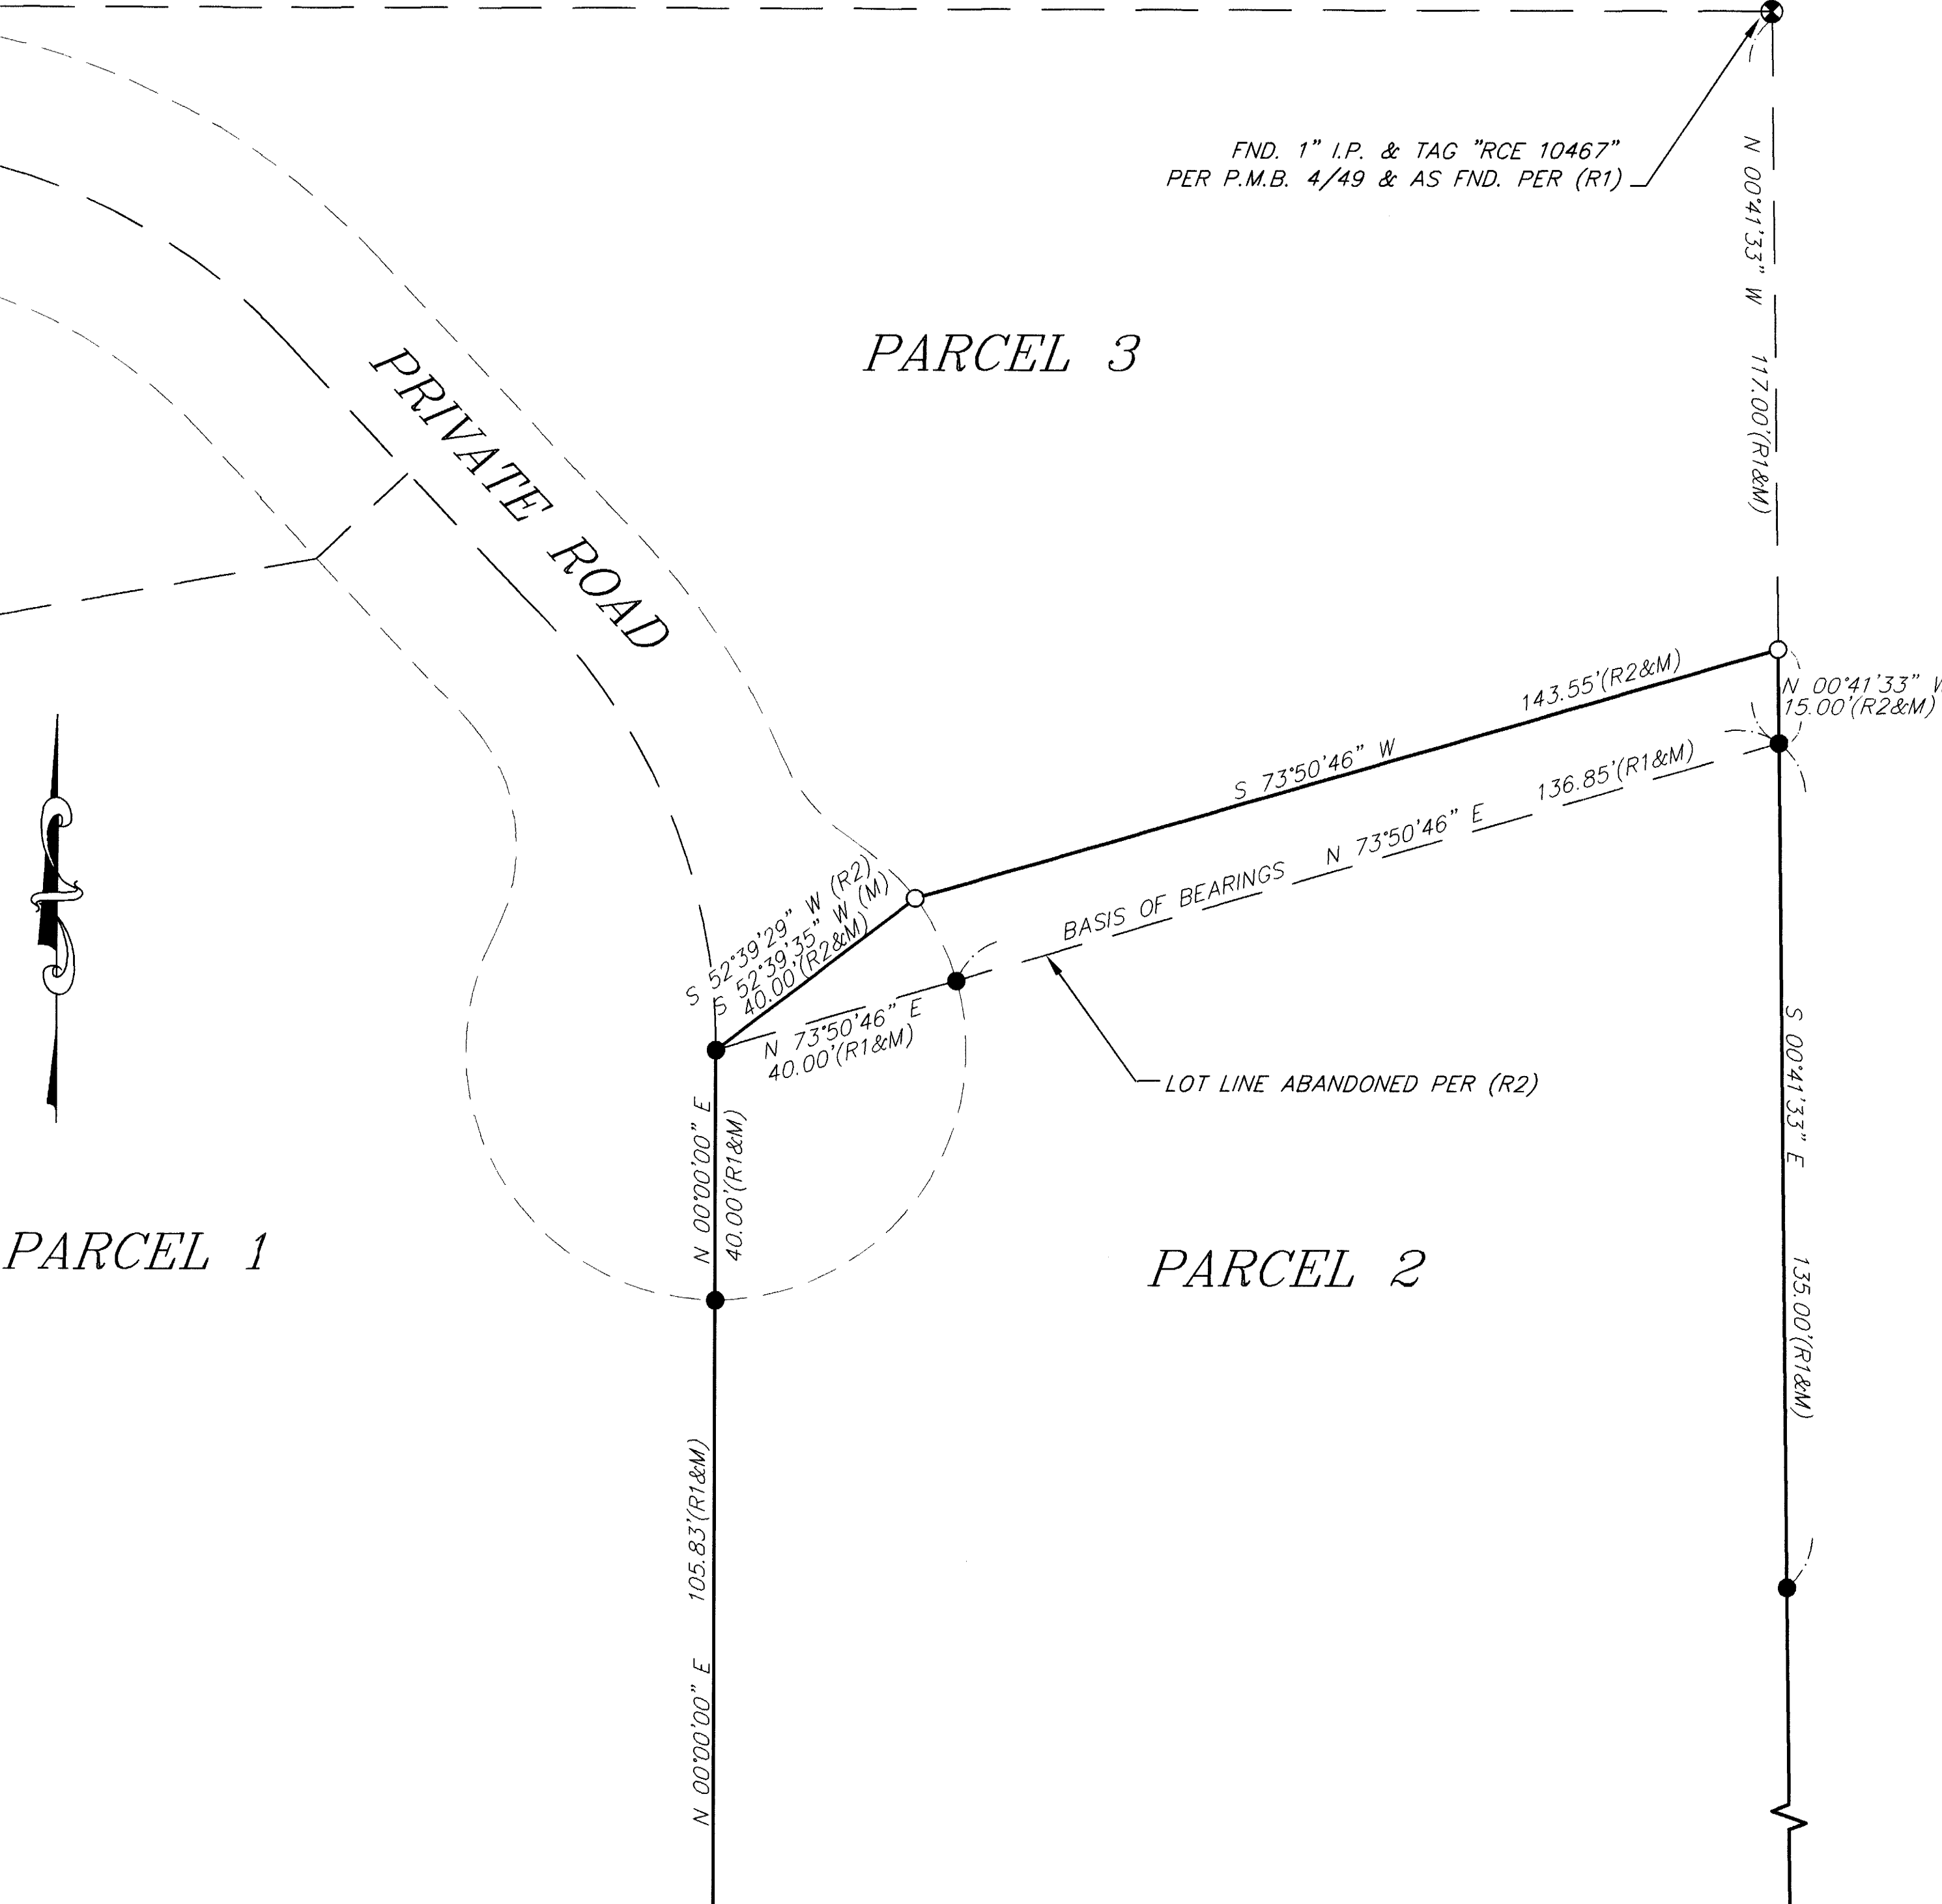 FND. 1" I.P. & TAG "RCE 10467"
PER P.M.B. 4/49 & AS FND. PER (R1)
N 00°41'33" W 117.00'(R1&M)
PARCEL 3
PRIVATE ROAD
143.55'(R2&M)
S 73°50'46" W
N 00°41'33"
15.00'(R2&M)
136.85'(R1&M)
N 73°50'46" E
BASIS OF BEARINGS
S 52°39'29" W (R2)
S 52°39'35" W (M)
40.00'(R2&M)
N 73°50'46" E
40.00'(R1&M)
LOT LINE ABANDONED PER (R2)
N 00°00'00" E
40.00'(R1&M)
S 00°41'33" E 135.00'(R1&M)
PARCEL 1
PARCEL 2
N 00°00'00" E 105.83'(R1&M)